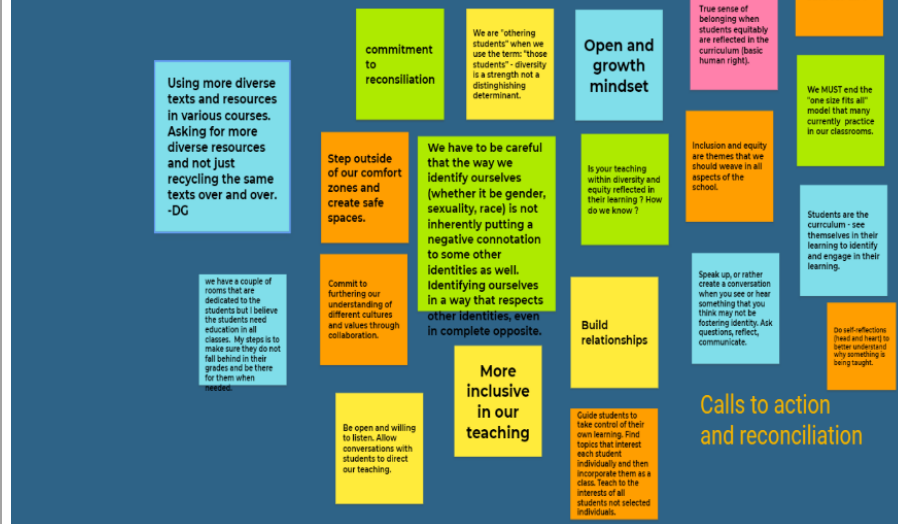 Using more diverse
texts and resources
in various courses.
Asking for more
diverse resources
and not just
recycling the same
texts over and over.
-DG
commitment
to
reconsiliation
We are "othering
students" when we
use the term: "those
students" - diversity
is a strength not a
distinghishing
determinant.
Open and
growth
mindset
True sense of
belonging when
students equitably
are reflected in the
curriculum (basic
human right).
We MUST end the
"one size fits all"
model that many
currently practice
in our classrooms.
Step outside
of our comfort
zones and
create safe
spaces.
We have to be careful
that the way we
identify ourselves
(whether it be gender,
sexuality, race) is not
inherently putting a
negative connotation
to some other
identities as well.
Identifying ourselves
in a way that respects
other identities, even
in complete opposite.
Is your teaching
within diversity and
equity reflected in
their learning ? How
do we know ?
Inclusion and equity
are themes that we
should weave in all
aspects of the
school.
Students are the
currculum - see
themselves in their
learning to identify
and engage in their
learning.
we have a couple of
rooms that are
dedicated to the
students but I believe
the students need
education in all
classes. My steps is to
make sure they do not
fall behind in their
grades and be there
for them when
needed.
Commit to
furthering our
understanding of
different cultures
and values through
collaboration.
Build
relationships
Speak up, or rather
create a conversation
when you see or hear
something that you
think may not be
fostering identity. Ask
questions, reflect,
communicate.
Do self-reflections
(head and heart) to
better understand
why something is
being taught.
More
inclusive
in our
teaching
Be open and willing
to listen. Allow
conversations with
students to direct
our teaching.
Guide students to
take control of their
own learning. Find
topics that interest
each student
individually and then
incorporate them as a
class. Teach to the
interests of all
students not selected
individuals.
Calls to action
and reconciliation